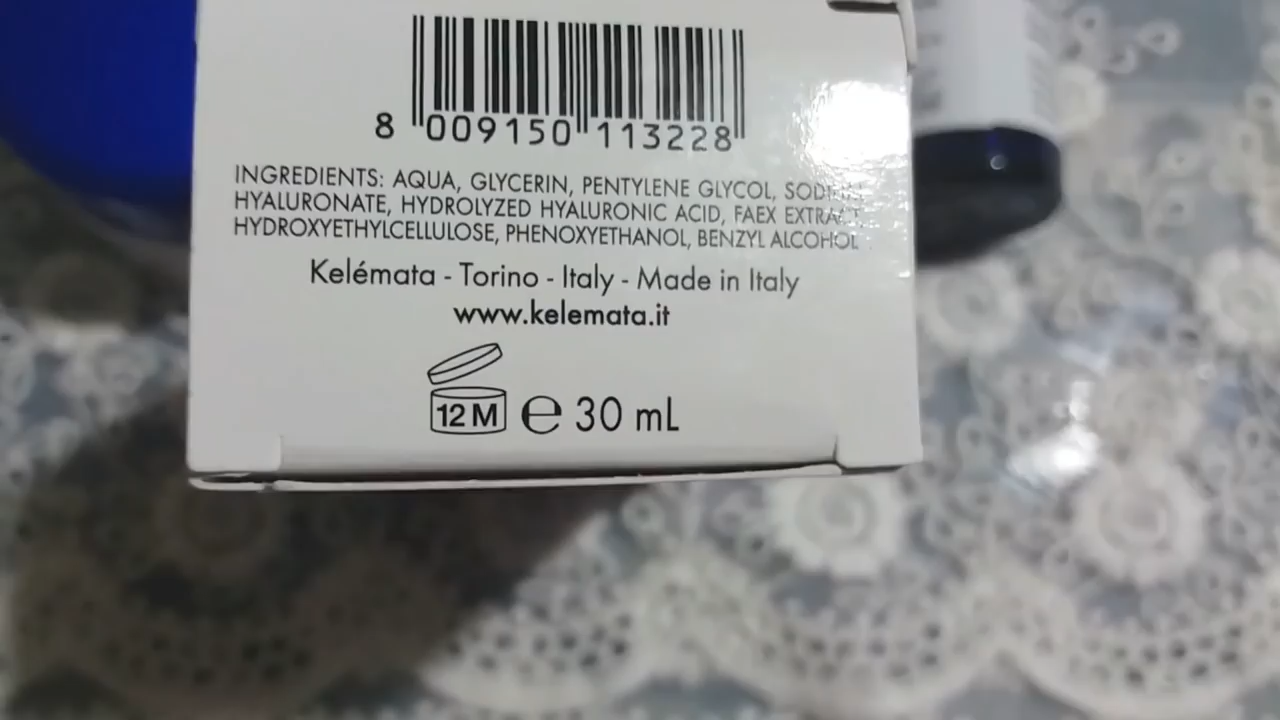 8 009150 113228
INGREDIENTS: AQUA, GLYCERIN, PENTYLENE GLYCOL, SODIUM
HYALURONATE, HYDROLYZED HYALURONIC ACID, FAEX EXTRACT,
HYDROXYETHYLCELLULOSE, PHENOXYETHANOL, BENZYL ALCOHOL
Kelémata - Torino - Italy - Made in Italy
www.kelemata.it
12 M e 30 mL